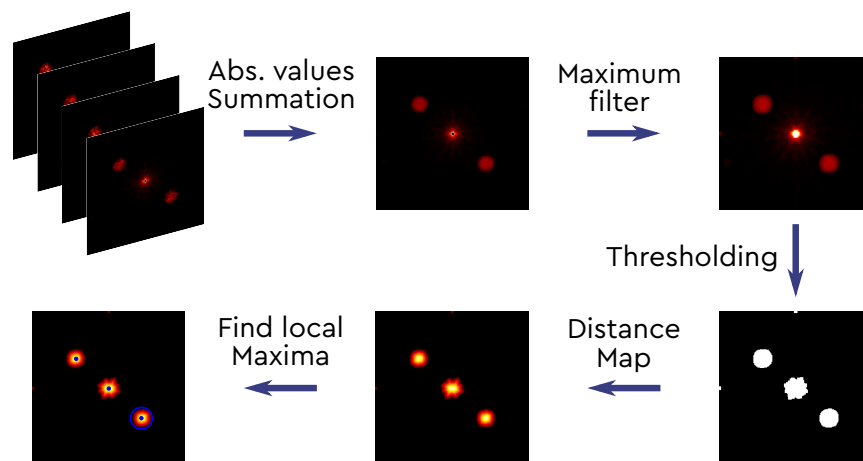 Abs. values
Summation
Maximum
filter
Thresholding
Distance
Map
Find local
Maxima